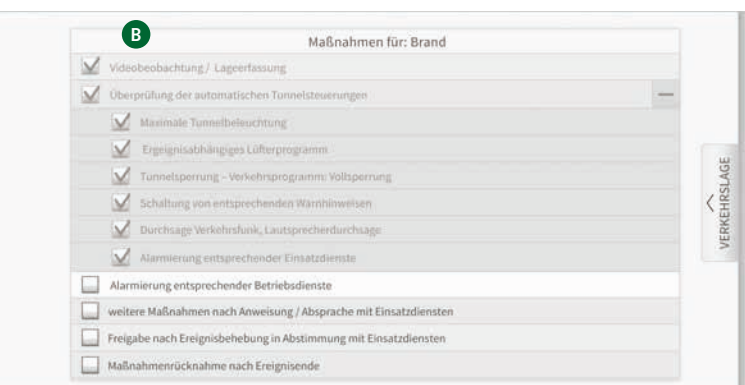 B
Maßnahmen für: Brand
Videobeobachtung / Lageerfassung
Überprüfung der automatischen Tunnelsteuerungen
Maximale Tunnelbeleuchtung
Ergeignisabhängiges Lüfterprogramm
Tunnelsperrung – Verkehrsprogramm: Vollsperrung
Schaltung von entsprechenden Warnhinweisen
Durchsage Verkehrsfunk, Lautsprecherdurchsage
Alarmierung entsprechender Einsatzdienste
Alarmierung entsprechender Betriebsdienste
weitere Maßnahmen nach Anweisung / Absprache mit Einsatzdiensten
Freigabe nach Ereignisbehebung in Abstimmung mit Einsatzdiensten
Maßnahmenrücknahme nach Ereignisende
VERKEHRSLAGE